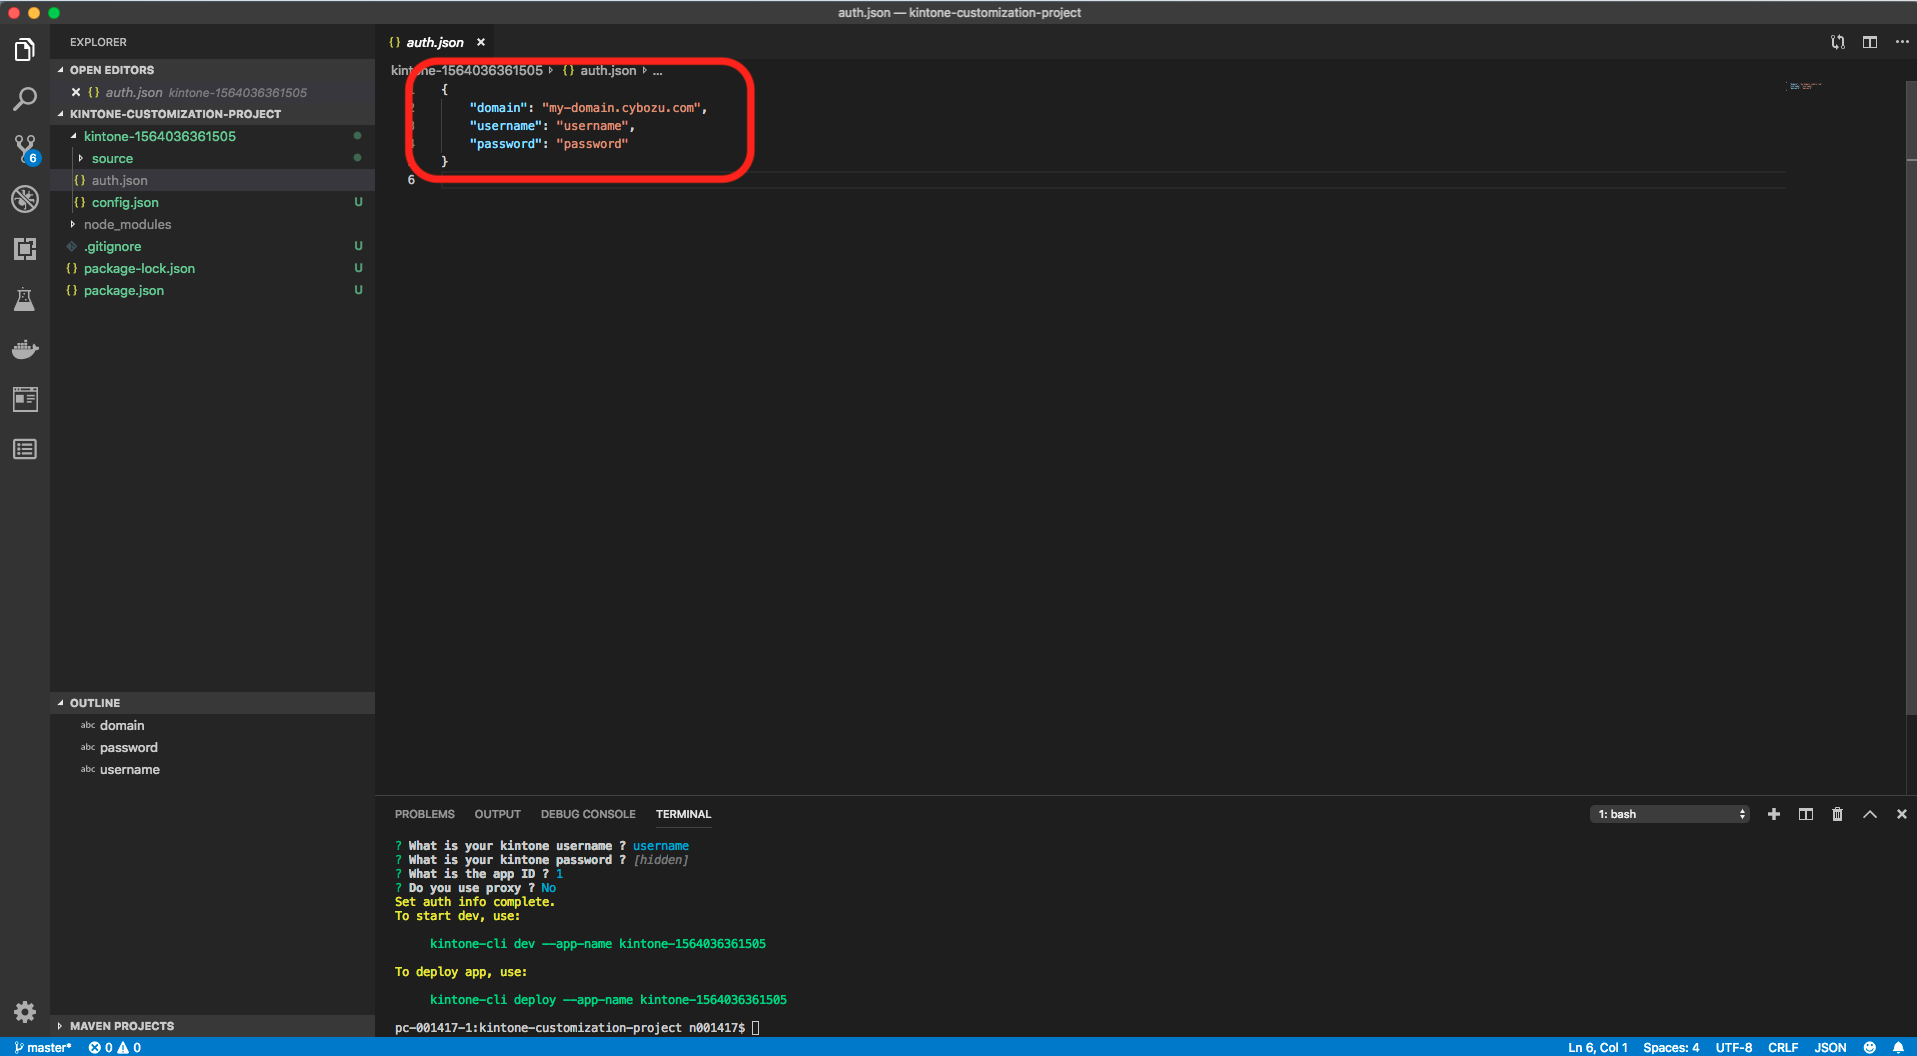 auth.json — kintone-customization-project
EXPLORER
OPEN EDITORS
auth.json kintone-1564036361505
KINTONE-CUSTOMIZATION-PROJECT
kintone-1564036361505
source
{} auth.json
{} config.json U
node_modules
.gitignore U
{} package-lock.json U
{} package.json U
6
OUTLINE
abc domain
abc password
abc username
MAVEN PROJECTS
{} auth.json
kintone-1564036361505 {} auth.json ...
{
2 "domain": "my-domain.cybozu.com",
3 "username": "username",
4 "password": "password"
}
6
PROBLEMS OUTPUT DEBUG CONSOLE TERMINAL 1: bash
? What is your kintone username ? username
? What is your kintone password ? [hidden]
? What is the app ID ? 1
? Do you use proxy ? No
Set auth info complete.
To start dev, use:
kintone-cli dev --app-name kintone-1564036361505
To deploy app, use:
kintone-cli deploy --app-name kintone-1564036361505
pc-001417-1:kintone-customization-project n001417$
master* 0 0 Ln 6, Col 1 Spaces: 4 UTF-8 CRLF JSON